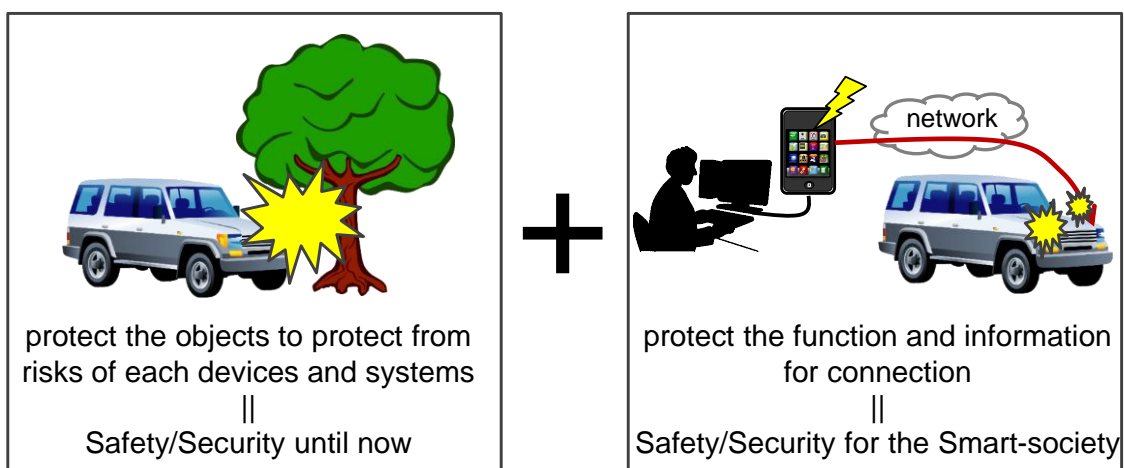 protect the objects to protect from
risks of each devices and systems
||
Safety/Security until now
+
network
protect the function and information
for connection
||
Safety/Security for the Smart-society